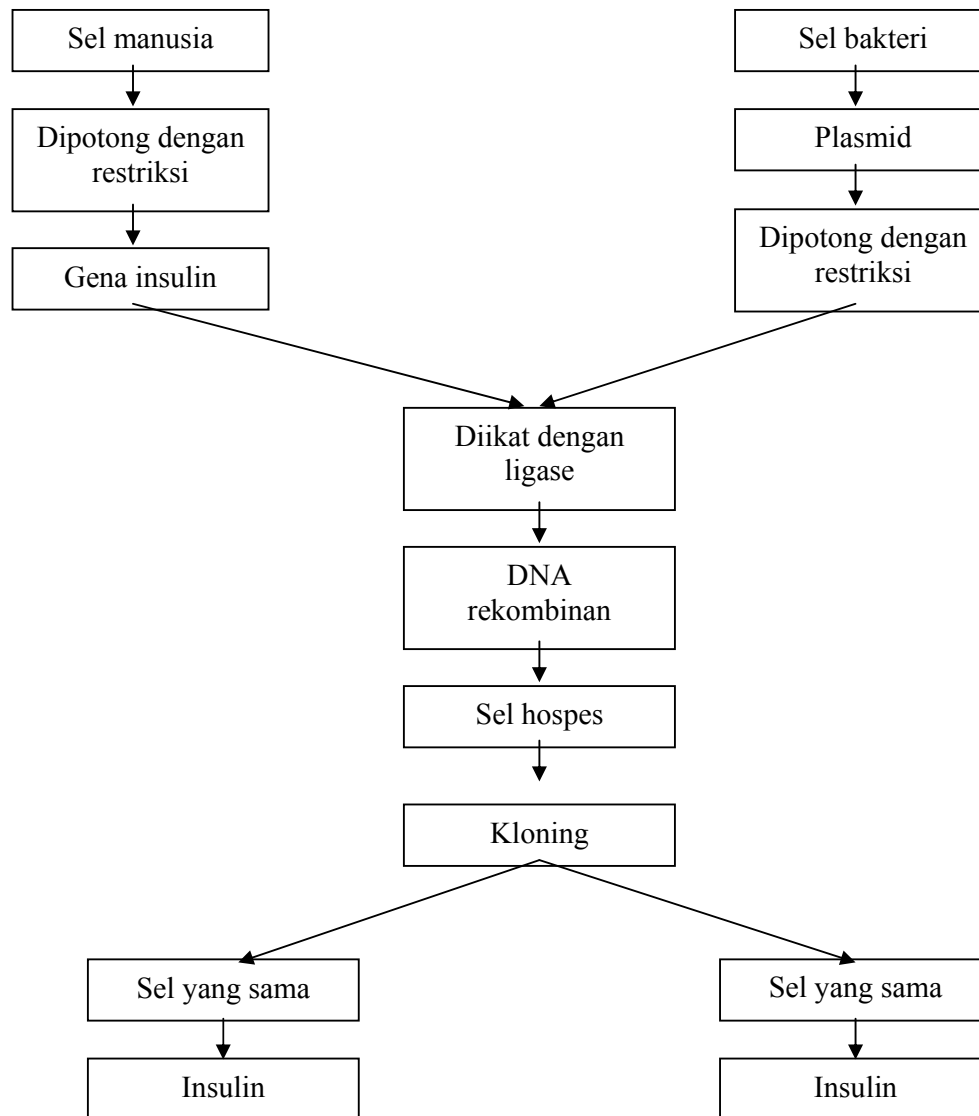 Sel manusia
Sel bakteri
Dipotong dengan
restriksi
Plasmid
Gena insulin
Dipotong dengan
restriksi
Diikat dengan
ligase
DNA
rekombinan
Sel hospes
Kloning
Sel yang sama
Sel yang sama
Insulin
Insulin